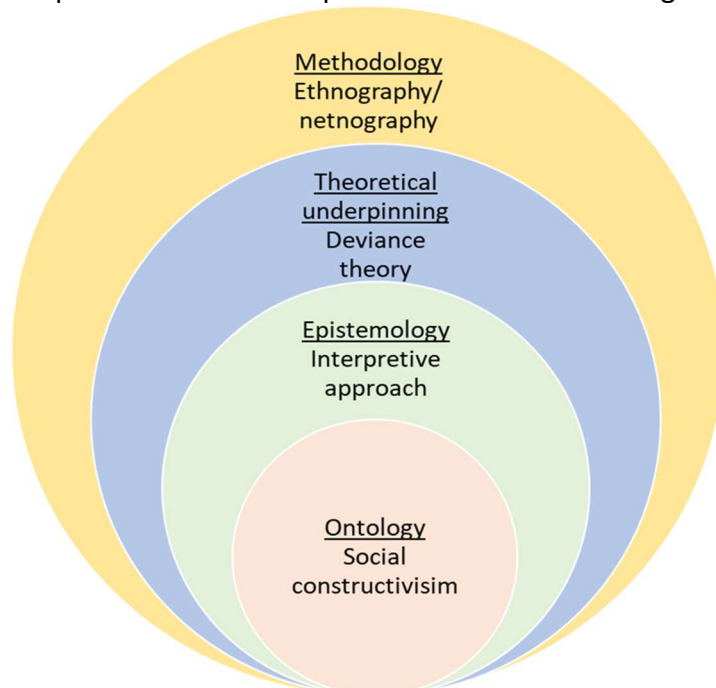 Methodology
Ethnography/
netnography
Theoretical
underpinning
Deviance
theory
Epistemology
Interpretive
approach
Ontology
Social
constructivisim